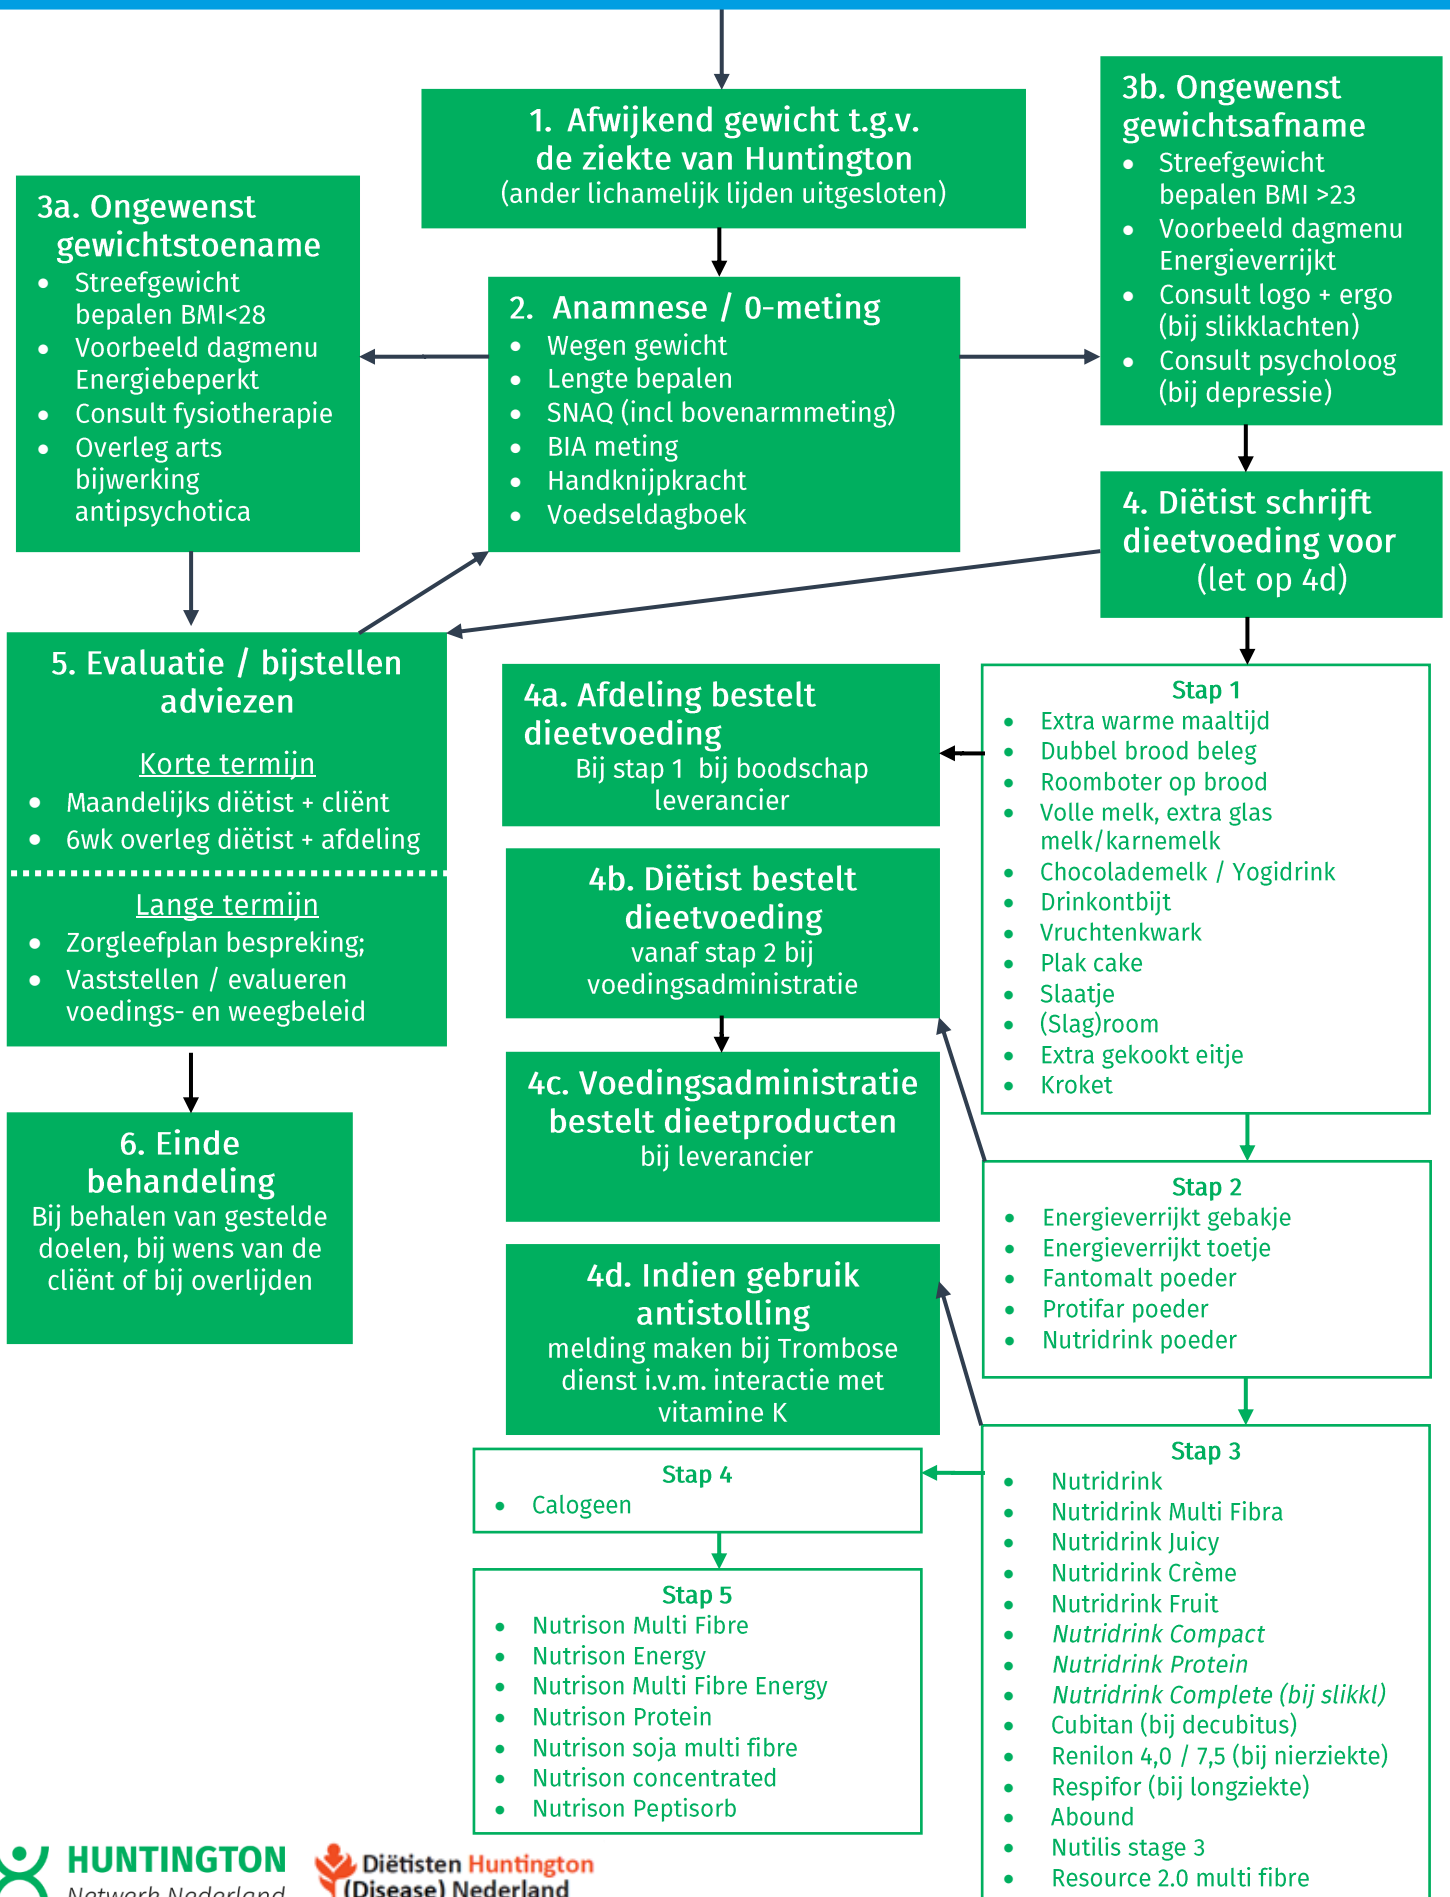 1. Afwijkend gewicht t.g.v.
de ziekte van Huntington
(ander lichamelijk lijden uitgesloten)
2. Anamnese / 0-meting
• Wegen gewicht
• Lengte bepalen
• SNAQ (incl bovenarmmeting)
• BIA meting
• Handknijpkracht
• Voedseldagboek
3a. Ongewenst
gewichtstoename
• Streefgewicht
bepalen BMI<28
• Voorbeeld dagmenu
Energiebeperkt
• Consult fysiotherapie
• Overleg arts
bijwerking
antipsychotica
3b. Ongewenst
gewichtsafname
• Streefgewicht
bepalen BMI >23
• Voorbeeld dagmenu
Energieverrijkt
• Consult logo + ergo
(bij slikklachten)
• Consult psycholoog
(bij depressie)
4. Diëtist schrijft
dieetvoeding voor
(let op 4d)
5. Evaluatie / bijstellen
adviezen
Korte termijn
• Maandelijks diëtist + cliënt
• 6wk overleg diëtist + afdeling
Lange termijn
• Zorgleefplan bespreking;
• Vaststellen / evalueren
voedings- en weegbeleid
6. Einde
behandeling
Bij behalen van gestelde
doelen, bij wens van de
cliënt of bij overlijden
4a. Afdeling bestelt
dieetvoeding
Bij stap 1 bij boodschap
leverancier
4b. Diëtist bestelt
dieetvoeding
vanaf stap 2 bij
voedingsadministratie
4c. Voedingsadministratie
bestelt dieetproducten
bij leverancier
4d. Indien gebruik
antistolling
melding maken bij Trombose
dienst i.v.m. interactie met
vitamine K
Stap 1
• Extra warme maaltijd
• Dubbel brood beleg
• Roomboter op brood
• Volle melk, extra glas
melk/karnemelk
• Chocolademelk / Yogidrink
• Drinkontbijt
• Vruchtenkwark
• Plak cake
• Slaatje
• (Slag)room
• Extra gekookt eitje
• Kroket
Stap 2
• Energieverrijkt gebakje
• Energieverrijkt toetje
• Fantomalt poeder
• Protifar poeder
• Nutridrink poeder
Stap 3
• Nutridrink
• Nutridrink Multi Fibra
• Nutridrink Juicy
• Nutridrink Crème
• Nutridrink Fruit
• Nutridrink Compact
• Nutridrink Protein
• Nutridrink Complete (bij slikkl)
• Cubitan (bij decubitus)
• Renilon 4,0 / 7,5 (bij nierziekte)
• Respifor (bij longziekte)
• Abound
• Nutilis stage 3
• Resource 2.0 multi fibre
Stap 4
• Calogeen
Stap 5
• Nutrison Multi Fibre
• Nutrison Energy
• Nutrison Multi Fibre Energy
• Nutrison Protein
• Nutrison soja multi fibre
• Nutrison concentrated
• Nutrison Peptisorb
HUNTINGTON
Netwerk Nederland
Diëtisten Huntington
(Disease) Nederland